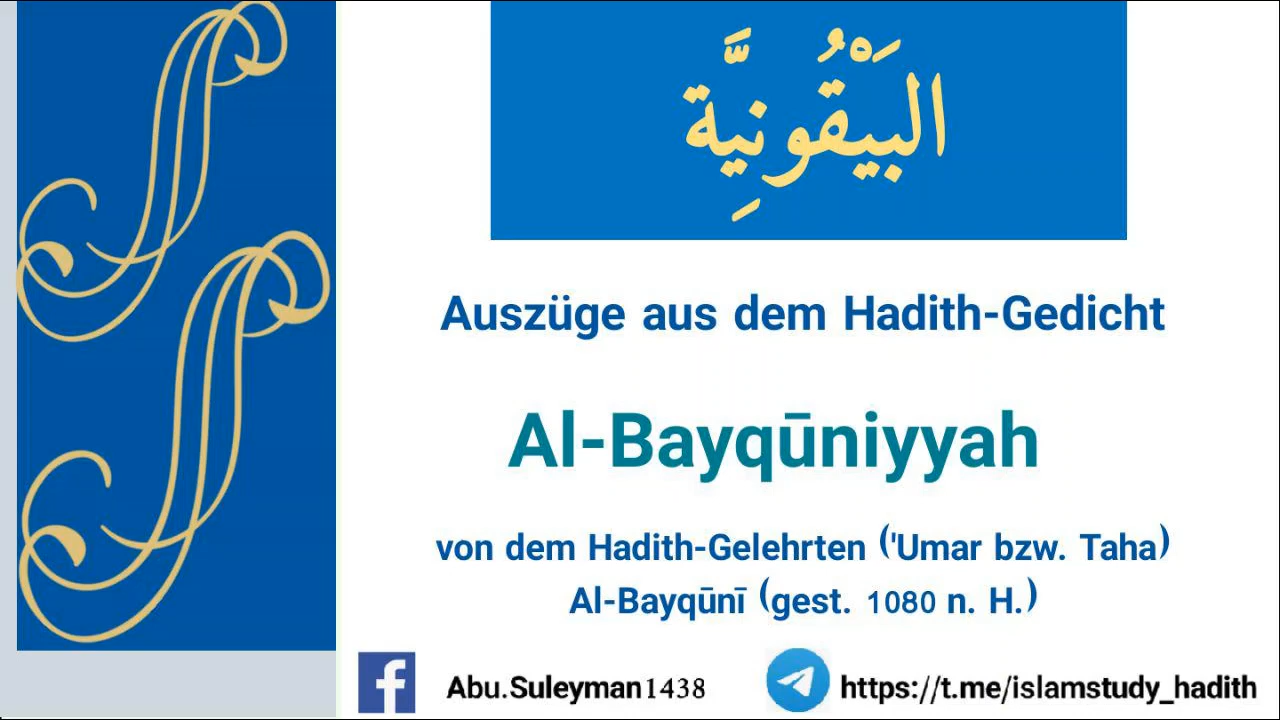 البَيْقُونِيَّة
Auszüge aus dem Hadith-Gedicht
Al-Bayqūniyyah
von dem Hadith-Gelehrten ('Umar bzw. Taha)
Al-Bayqūnī (gest. 1080 n. H.)
Abu.Suleyman1438 https://t.me/islamstudy_hadith